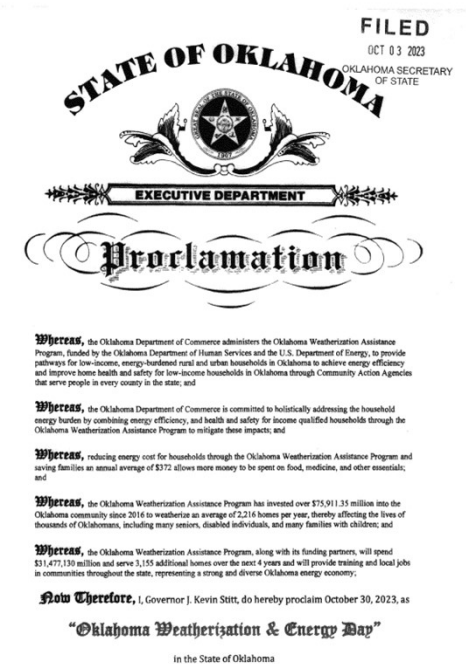 FILED
OCT 03 2023
OKLAHOMA SECRETARY
OF STATE
STATE OF OKLAHOMA
GREAT SEAL OF THE STATE OF OKLAHOMA
1907
EXECUTIVE DEPARTMENT
Proclamation
Whereas, the Oklahoma Department of Commerce administers the Oklahoma Weatherization Assistance
Program, funded by the Oklahoma Department of Human Services and the U.S. Department of Energy, to provide
pathways for low-income, energy-burdened rural and urban households in Oklahoma to achieve energy efficiency
and improve home health and safety for low-income households in Oklahoma through Community Action Agencies
that serve people in every county in the state; and
Whereas, the Oklahoma Department of Commerce is committed to holistically addressing the household
energy burden by combining energy efficiency, and health and safety for income qualified households through the
Oklahoma Weatherization Assistance Program to mitigate these impacts; and
Whereas, reducing energy cost for households through the Oklahoma Weatherization Assistance Program and
saving families an annual average of $372 allows more money to be spent on food, medicine, and other essentials;
and
Whereas, the Oklahoma Weatherization Assistance Program has invested over $75,911.35 million into the
Oklahoma community since 2016 to weatherize an average of 2,216 homes per year, thereby affecting the lives of
thousands of Oklahomans, including many seniors, disabled individuals, and many families with children; and
Whereas, the Oklahoma Weatherization Assistance Program, along with its funding partners, will spend
$31,477,130 million and serve 3,155 additional homes over the next 4 years and will provide training and local jobs
in communities throughout the state, representing a strong and diverse Oklahoma energy economy;
Now Therefore, I, Governor J. Kevin Stitt, do hereby proclaim October 30, 2023, as
“Oklahoma Weatherization & Energy Day”
in the State of Oklahoma